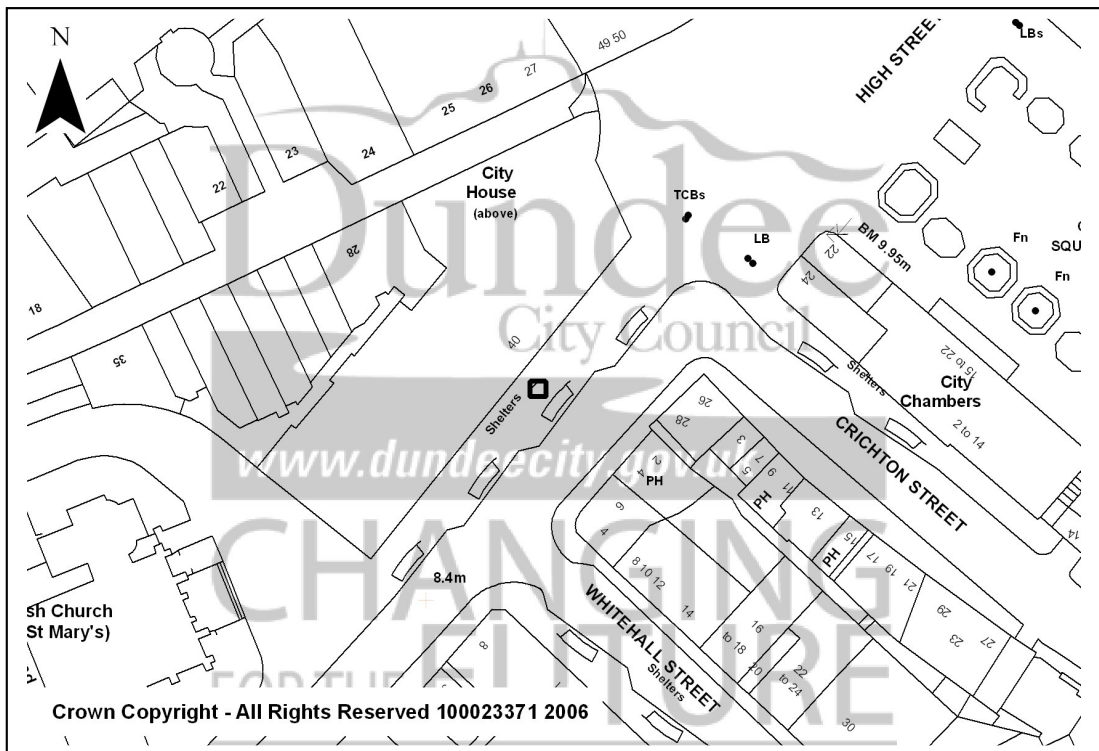 N
49 50
LBs
HIGH STREET
27
26
25
24
23
22
City
House
(above)
TCBs
LB
BM 9.95m
Fn
SQU
Fn
22
24
28
18
35
Dundee
City Council
40
Shelters
Shelters
15 to 22
City
Chambers
2 to 14
CRICHTON STREET
www.dundeecity.gov.uk
26
28
3
5
7
9
11
PH
13
15
PH
17
19
21
29
23
27
14
2
4
PH
6
4
8 10 12
14
16
to 18
20
22
to 24
30
WHITEHALL STREET
Shelters
CHANGING
FOR THE FUTURE
8.4m
8
sh Church
St Mary's)
Crown Copyright - All Rights Reserved 100023371 2006